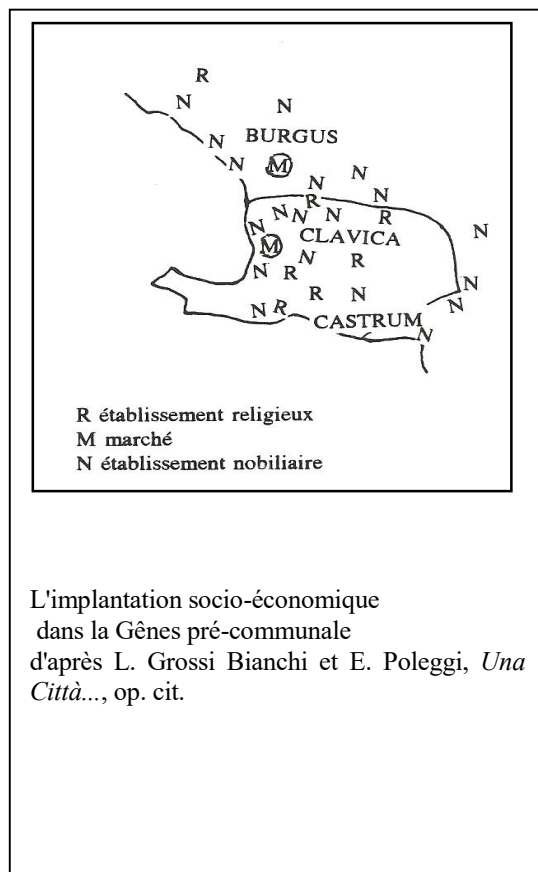 R
N N
BURGUS
N
N M N
N
N
R
N N N R
N
CLAVICA N
M
N R
N R
N
R N
N
N R
CASTRUM
N
R établissement religieux
M marché
N établissement nobiliaire
L'implantation socio-économique
dans la Gênes pré-communale
d'après L. Grossi Bianchi et E. Poleggi, Una
Città..., op. cit.